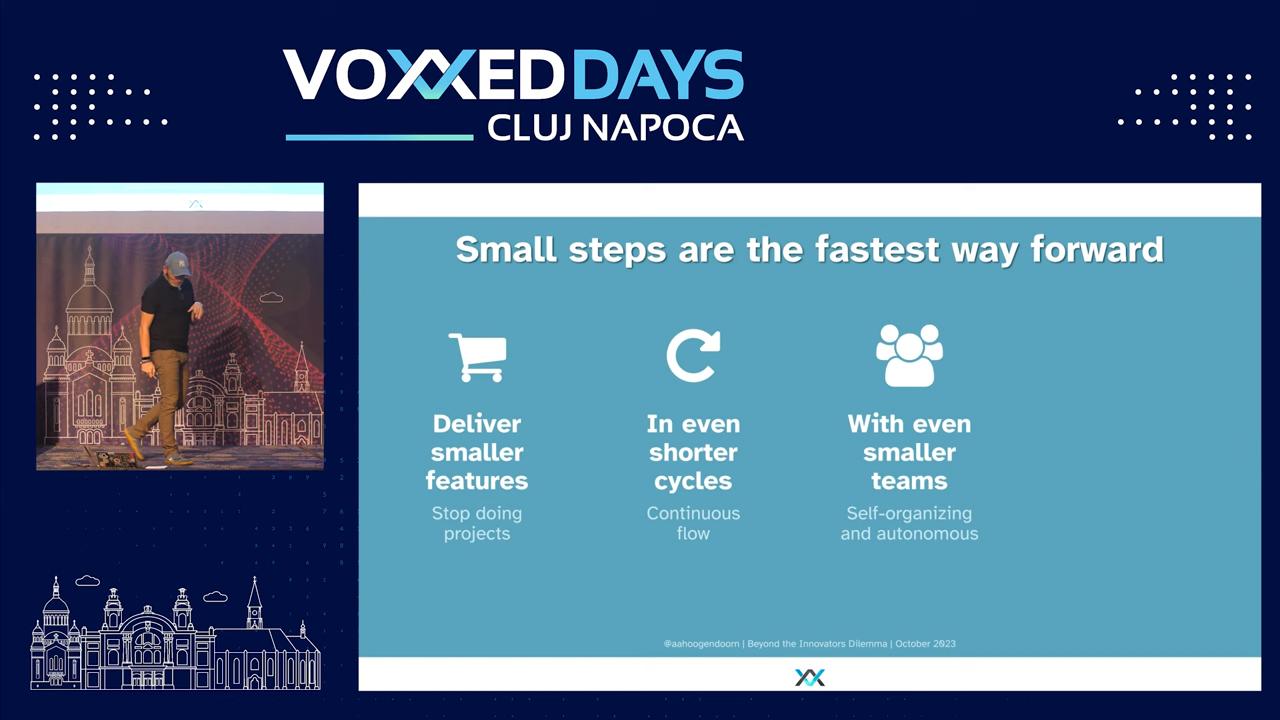 VOXXED DAYS
CLUJ NAPOCA
Small steps are the fastest way forward
Deliver
smaller
features
Stop doing
projects
In even
shorter
cycles
Continuous
flow
With even
smaller
teams
Self-organizing
and autonomous
@aahoogendoorn | Beyond the Innovators Dilemma | October 2023